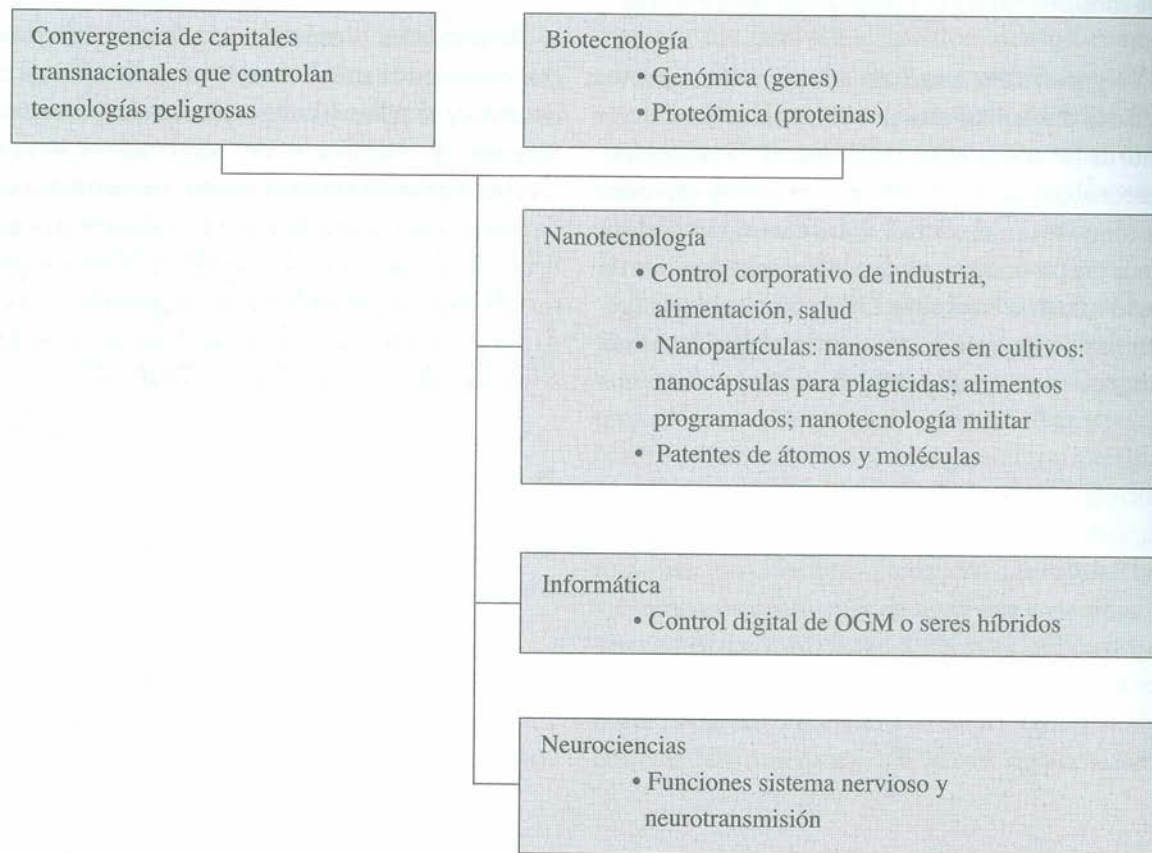 Convergencia de capitales
transnacionales que controlan
tecnologías peligrosas
Biotecnología
• Genómica (genes)
• Proteómica (proteinas)
Nanotecnología
• Control corporativo de industria,
alimentación, salud
• Nanopartículas: nanosensores en cultivos:
nanocápsulas para plagicidas; alimentos
programados; nanotecnología militar
• Patentes de átomos y moléculas
Informática
• Control digital de OGM o seres híbridos
Neurociencias
• Funciones sistema nervioso y
neurotransmisión